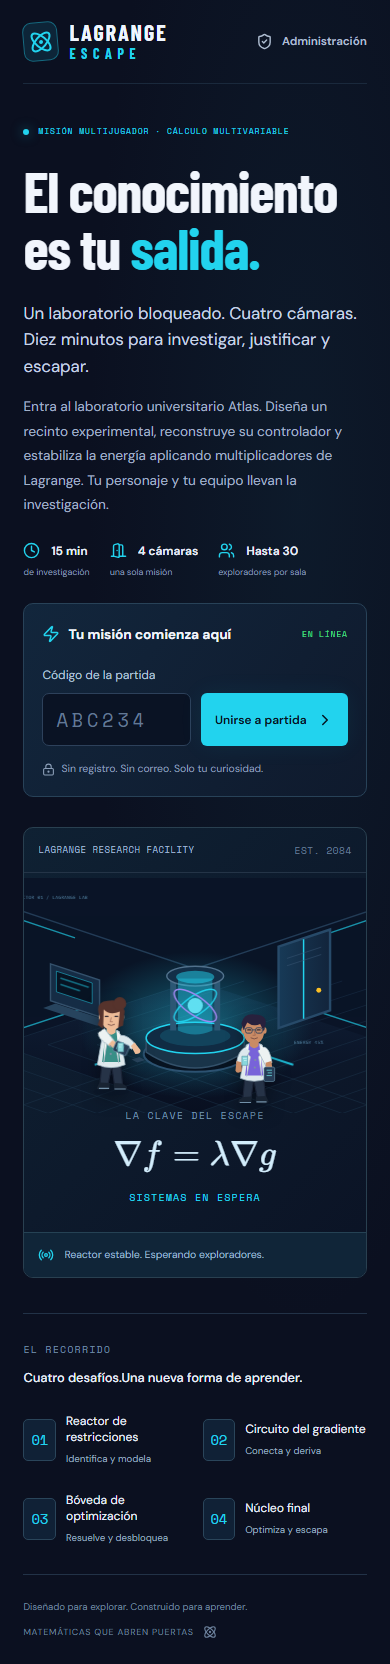 LAGRANGE
ESCAPE
Administración
MISIÓN MULTIJUGADOR · CÁLCULO MULTIVARIABLE
El conocimiento
es tu salida.
Un laboratorio bloqueado. Cuatro cámaras.
Diez minutos para investigar, justificar y
escapar.
Entra al laboratorio universitario Atlas. Diseña un
recinto experimental, reconstruye su controlador y
estabiliza la energía aplicando multiplicadores de
Lagrange. Tu personaje y tu equipo llevan la
investigación.
15 min
de investigación
4 cámaras
una sola misión
Hasta 30
exploradores por sala
Tu misión comienza aquí
EN LÍNEA
Código de la partida
ABC234
Unirse a partida
Sin registro. Sin correo. Solo tu curiosidad.
LAGRANGE RESEARCH FACILITY
EST. 2084
01 / LAGRANGE LAB
LA CLAVE DEL ESCAPE
∇f = λ∇g
SISTEMAS EN ESPERA
Reactor estable. Esperando exploradores.
EL RECORRIDO
Cuatro desafíos.Una nueva forma de aprender.
01
Reactor de
restricciones
Identifica y modela
02
Circuito del gradiente
Conecta y deriva
03
Bóveda de
optimización
Resuelve y desbloquea
04
Núcleo final
Optimiza y escapa
Diseñado para explorar. Construido para aprender.
MATEMÁTICAS QUE ABREN PUERTAS